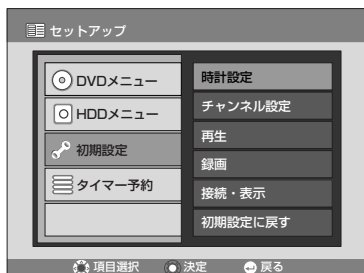 セットアップ
DVDメニュー
HDDメニュー
初期設定
タイマー予約
時計設定
チャンネル設定
再生
録画
接続・表示
初期設定に戻す
項目選択 決定 戻る